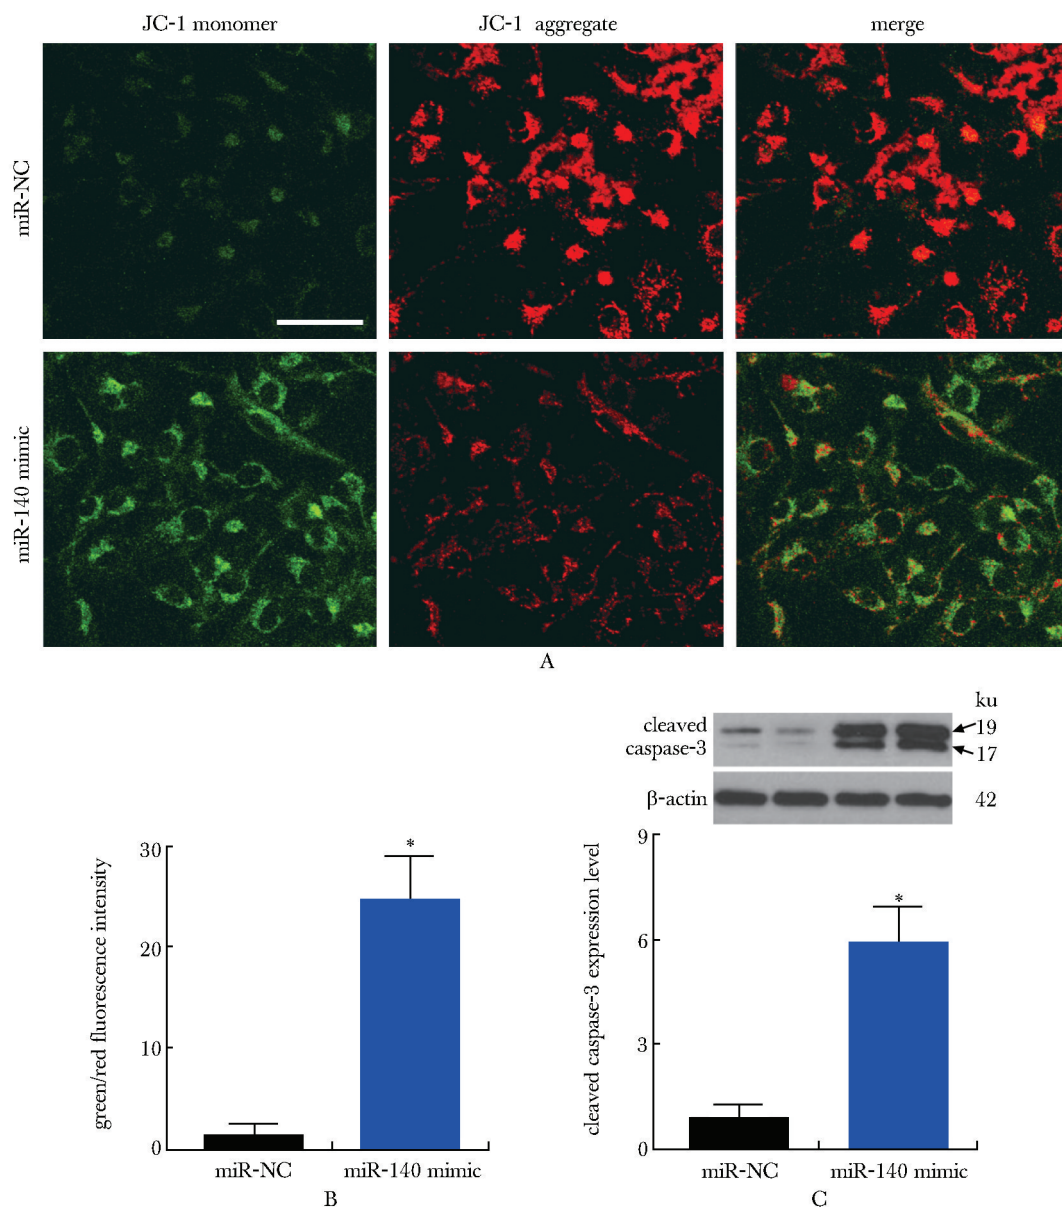 JC-1 monomer
JC-1 aggregate
merge
miR-NC
miR-140 mimic
A
ku
cleaved
caspase-3
19
17
β-actin
42
green/red fluorescence intensity
30
20
10
0
*
miR-NC
miR-140 mimic
B
cleaved caspase-3 expression level
9
6
3
0
*
miR-NC
miR-140 mimic
C